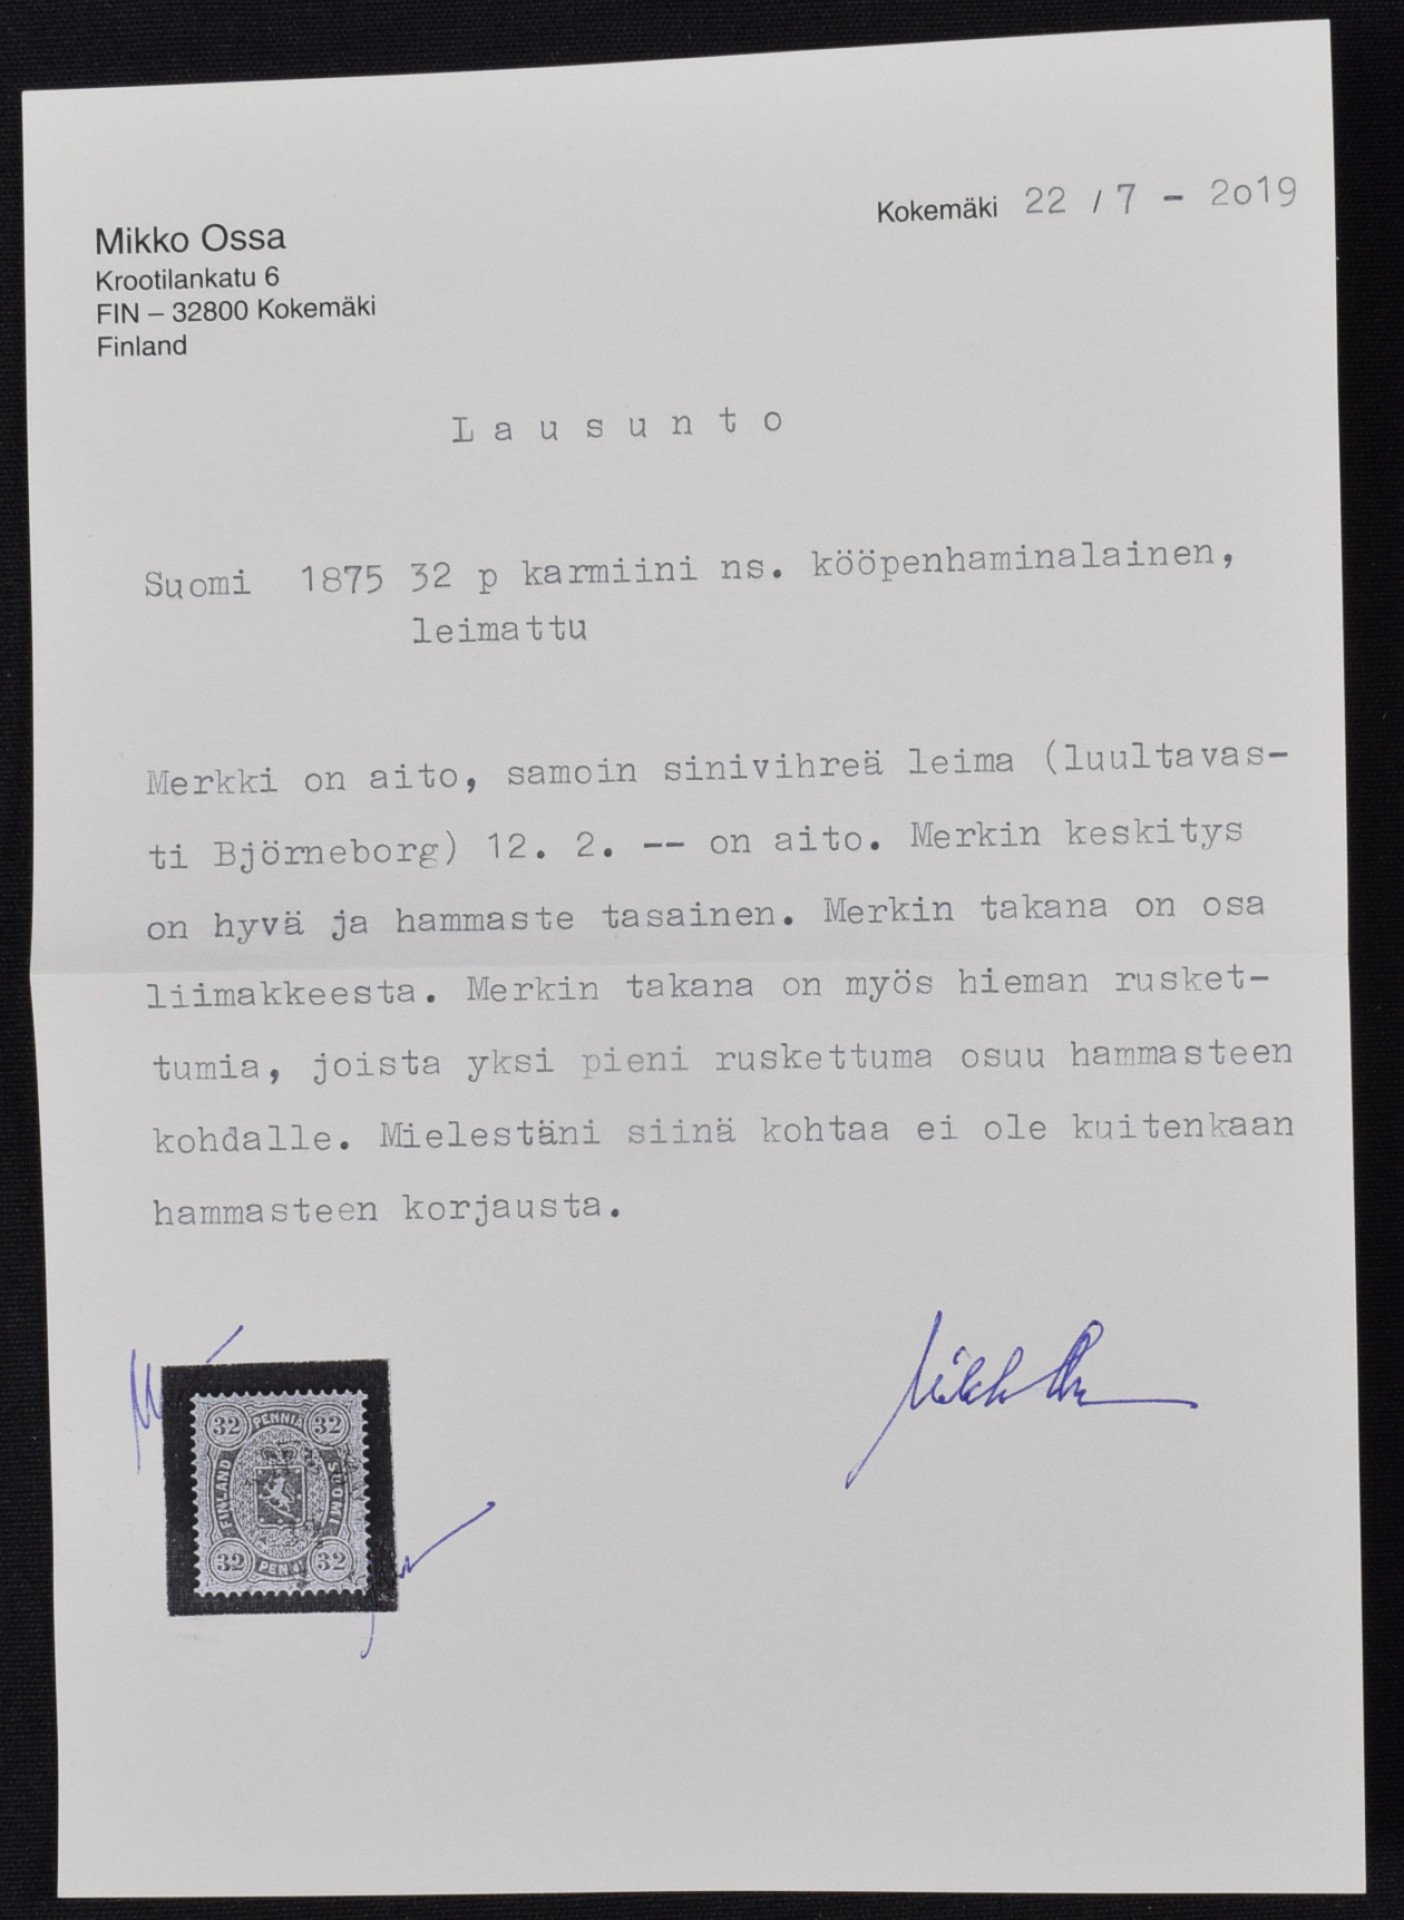 Kokemäki 22 / 7 - 2o19
Mikko Ossa
Krootilankatu 6
FIN – 32800 Kokemäki
Finland
L a u s u n t o
Suomi 1875 32 p karmiini ns. kööpenhaminalainen,
leimattu
Merkki on aito, samoin sinivihreä leima (luultavas-
ti Björneborg) 12. 2. -- on aito. Merkin keskitys
on hyvä ja hammaste tasainen. Merkin takana on osa
liimakkeesta. Merkin takana on myös hieman rusket-
tumia, joista yksi pieni ruskettuma osuu hammasteen
kohdalle. Mielestäni siinä kohtaa ei ole kuitenkaan
hammasteen korjausta.
32 PENNIÄ 32
FINLAND SUOMI
32 32